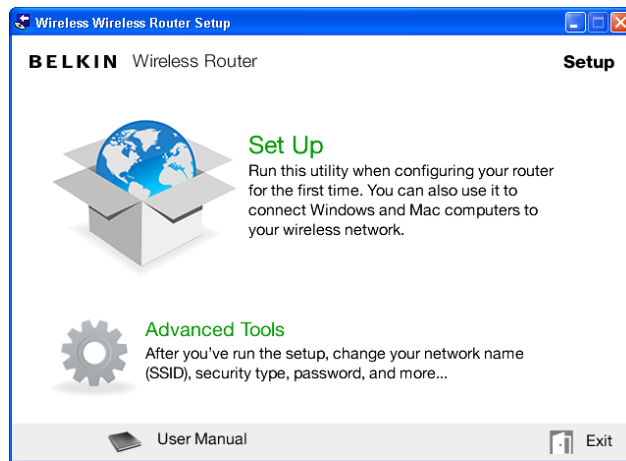 Wireless Wireless Router Setup
BELKIN Wireless Router Setup
Set Up
Run this utility when configuring your router
for the first time. You can also use it to
connect Windows and Mac computers to
your wireless network.
Advanced Tools
After you've run the setup, change your network name
(SSID), security type, password, and more...
User Manual Exit